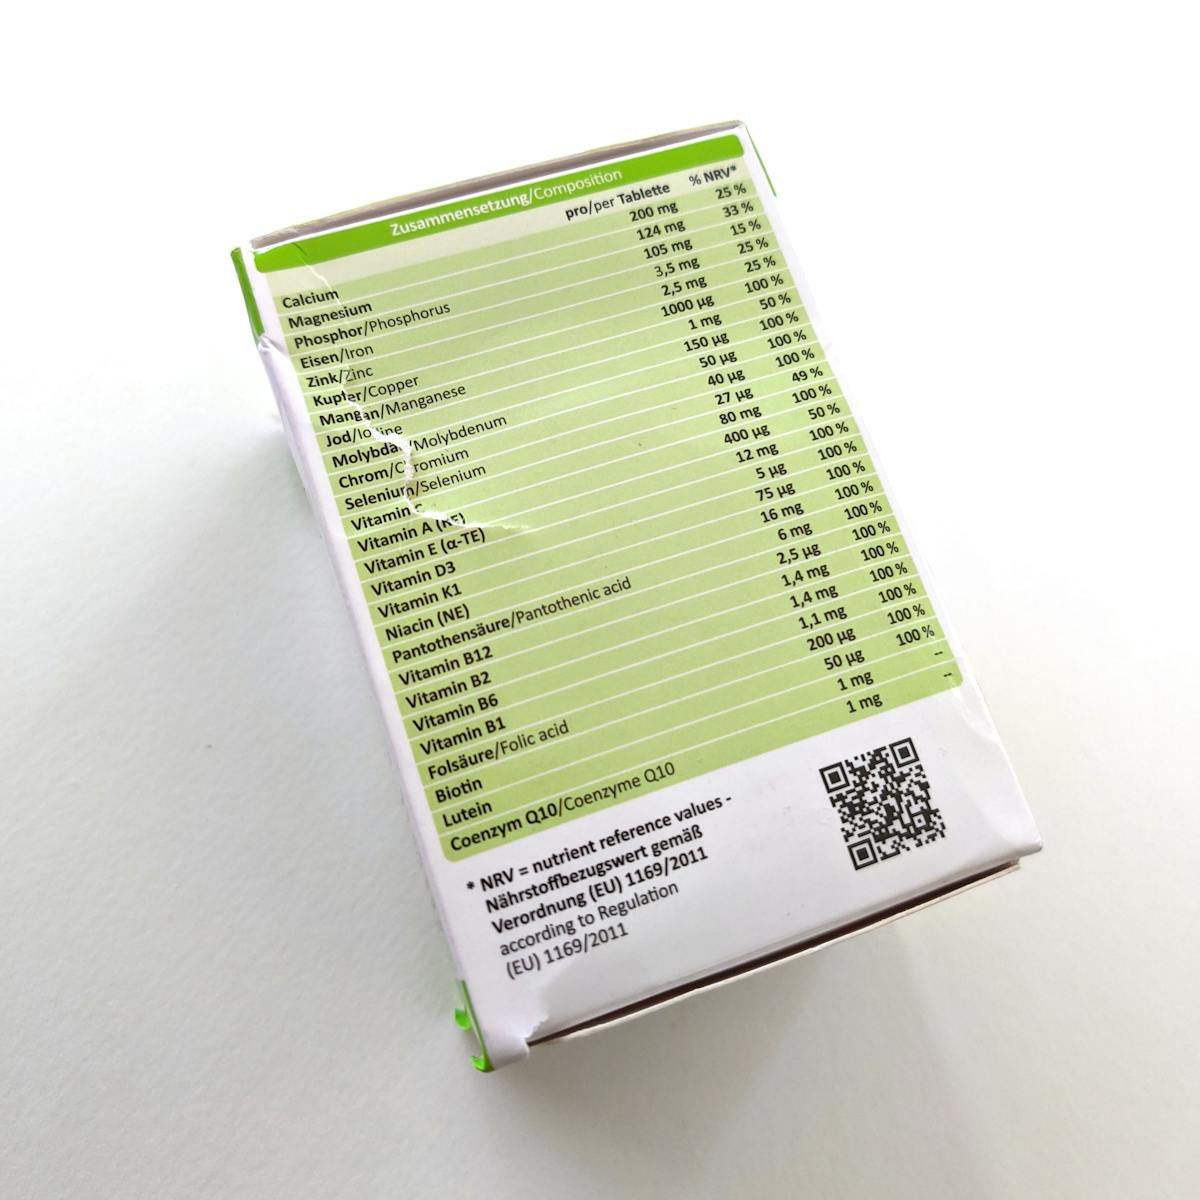 Zusammensetzung/Composition
pro/per Tablette % NRV*
Calcium 200 mg 25 %
Magnesium 124 mg 33 %
Phosphor/Phosphorus 105 mg 15 %
Eisen/Iron 3,5 mg 25 %
Zink/Zinc 2,5 mg 25 %
Kupfer/Copper 1000 µg 100 %
Mangan/Manganese 1 mg 50 %
Jod/Iodine 150 µg 100 %
Molybdän/Molybdenum 50 µg 100 %
Chrom/Chromium 40 µg 100 %
Selenium/Selenium 27 µg 49 %
Vitamin C 80 mg 100 %
Vitamin A (RE) 400 µg 50 %
Vitamin E (α-TE) 12 mg 100 %
Vitamin D3 5 µg 100 %
Vitamin K1 75 µg 100 %
Niacin (NE) 16 mg 100 %
Pantothensäure/Pantothenic acid 6 mg 100 %
Vitamin B12 2,5 µg 100 %
Vitamin B2 1,4 mg 100 %
Vitamin B6 1,4 mg 100 %
Vitamin B1 1,1 mg 100 %
Folsäure/Folic acid 200 µg 100 %
Biotin 50 µg 100 %
Lutein 1 mg --
Coenzym Q10/Coenzyme Q10 1 mg --
* NRV = nutrient reference values -
Nährstoffbezugswert gemäß
Verordnung (EU) 1169/2011
according to Regulation
(EU) 1169/2011